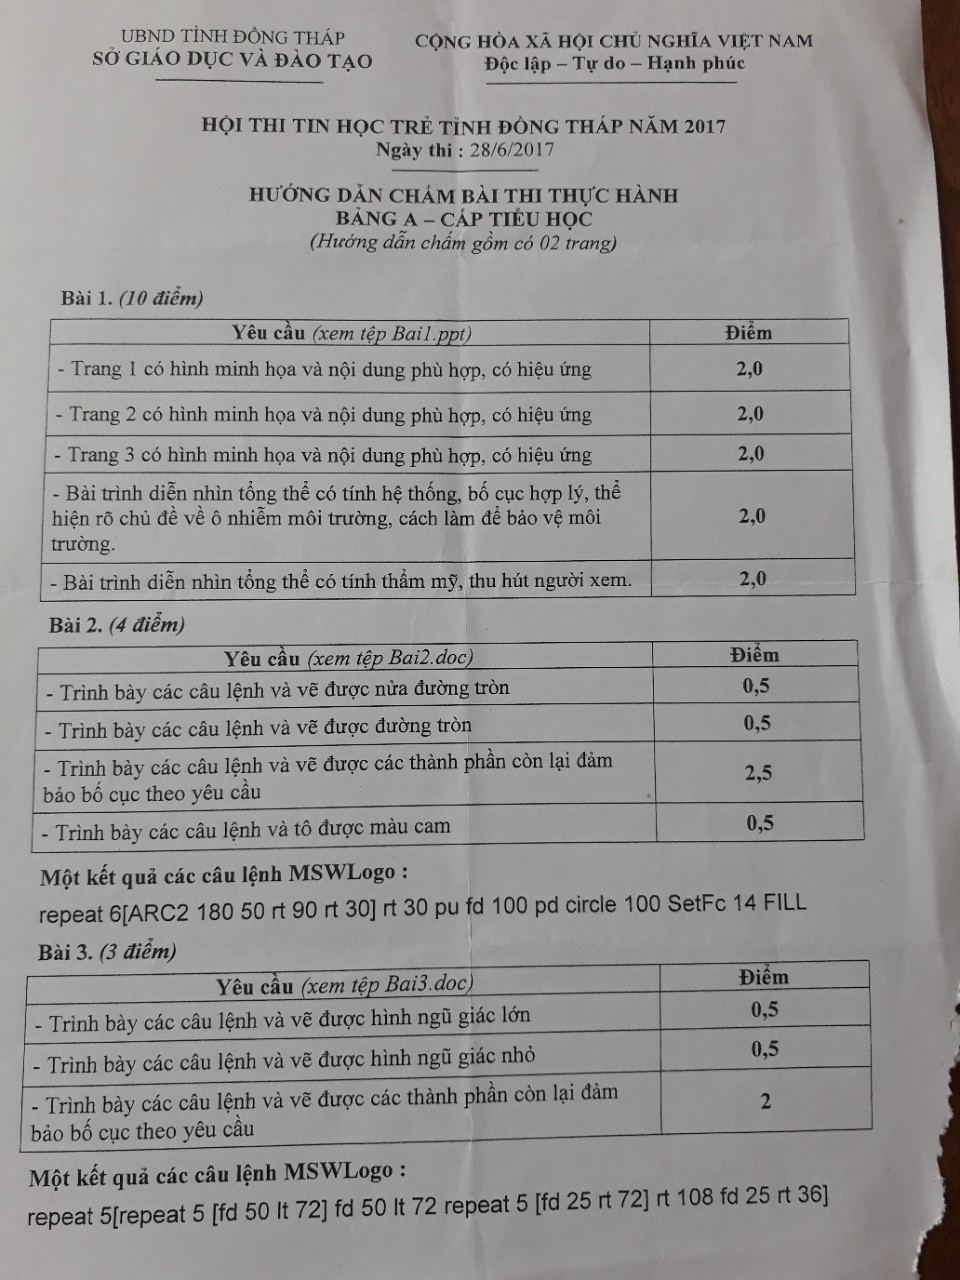 UBND TỈNH ĐỒNG THÁP
SỞ GIÁO DỤC VÀ ĐÀO TẠO
CỘNG HÒA XÃ HỘI CHỦ NGHĨA VIỆT NAM
Độc lập – Tự do – Hạnh phúc
HỘI THI TIN HỌC TRẺ TỈNH ĐỒNG THÁP NĂM 2017
Ngày thi : 28/6/2017
HƯỚNG DẪN CHẤM BÀI THI THỰC HÀNH
BẢNG A – CẤP TIỂU HỌC
(Hướng dẫn chấm gồm có 02 trang)
Bài 1. (10 điểm)
Yêu cầu (xem tệp Bai1.ppt) Điểm
- Trang 1 có hình minh họa và nội dung phù hợp, có hiệu ứng 2,0
- Trang 2 có hình minh họa và nội dung phù hợp, có hiệu ứng 2,0
- Trang 3 có hình minh họa và nội dung phù hợp, có hiệu ứng 2,0
- Bài trình diễn nhìn tổng thể có tính hệ thống, bố cục hợp lý, thể
hiện rõ chủ đề về ô nhiễm môi trường, cách làm để bảo vệ môi 2,0
trường.
- Bài trình diễn nhìn tổng thể có tính thẩm mỹ, thu hút người xem. 2,0
Bài 2. (4 điểm)
Yêu cầu (xem tệp Bai2.doc) Điểm
- Trình bày các câu lệnh và vẽ được nửa đường tròn 0,5
- Trình bày các câu lệnh và vẽ được đường tròn 0,5
- Trình bày các câu lệnh và vẽ được các thành phần còn lại đảm
bảo bố cục theo yêu cầu 2,5
- Trình bày các câu lệnh và tô được màu cam 0,5
Một kết quả các câu lệnh MSWLogo :
repeat 6[ARC2 180 50 rt 90 rt 30] rt 30 pu fd 100 pd circle 100 SetFc 14 FILL
Bài 3. (3 điểm)
Yêu cầu (xem tệp Bai3.doc) Điểm
- Trình bày các câu lệnh và vẽ được hình ngũ giác lớn 0,5
- Trình bày các câu lệnh và vẽ được hình ngũ giác nhỏ 0,5
- Trình bày các câu lệnh và vẽ được các thành phần còn lại đảm
bảo bố cục theo yêu cầu 2
Một kết quả các câu lệnh MSWLogo :
repeat 5[repeat 5 [fd 50 lt 72] fd 50 lt 72 repeat 5 [fd 25 rt 72] rt 108 fd 25 rt 36]